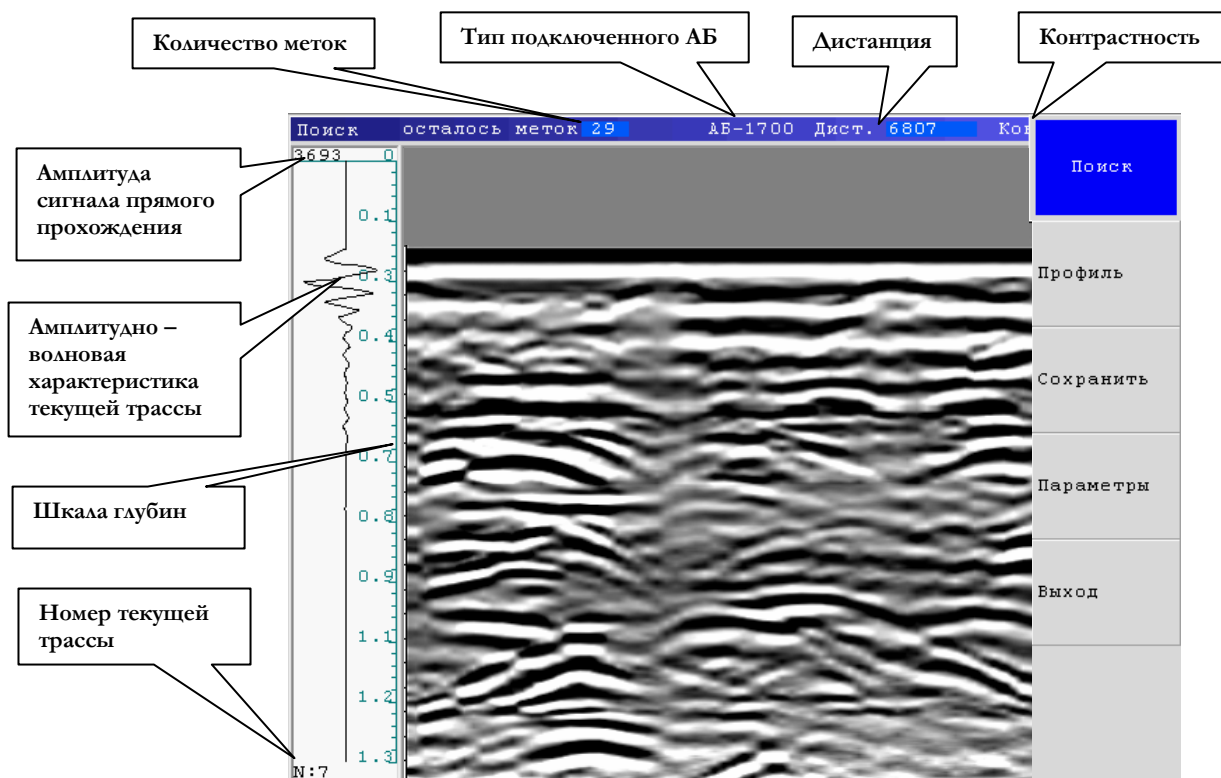 Количество меток
Тип подключенного АБ
Дистанция
Контрастность
Поиск осталось меток 29 АБ-1700 Дист. 6807
3693 0
Амплитуда
сигнала прямого
прохождения
Амплитудно –
волновая
характеристика
текущей трассы
Шкала глубин
Номер текущей
трассы
0.1
0.3
0.4
0.5
0.7
0.8
0.9
1.1
1.2
1.3
N:7
Поиск
Профиль
Сохранить
Параметры
Выход